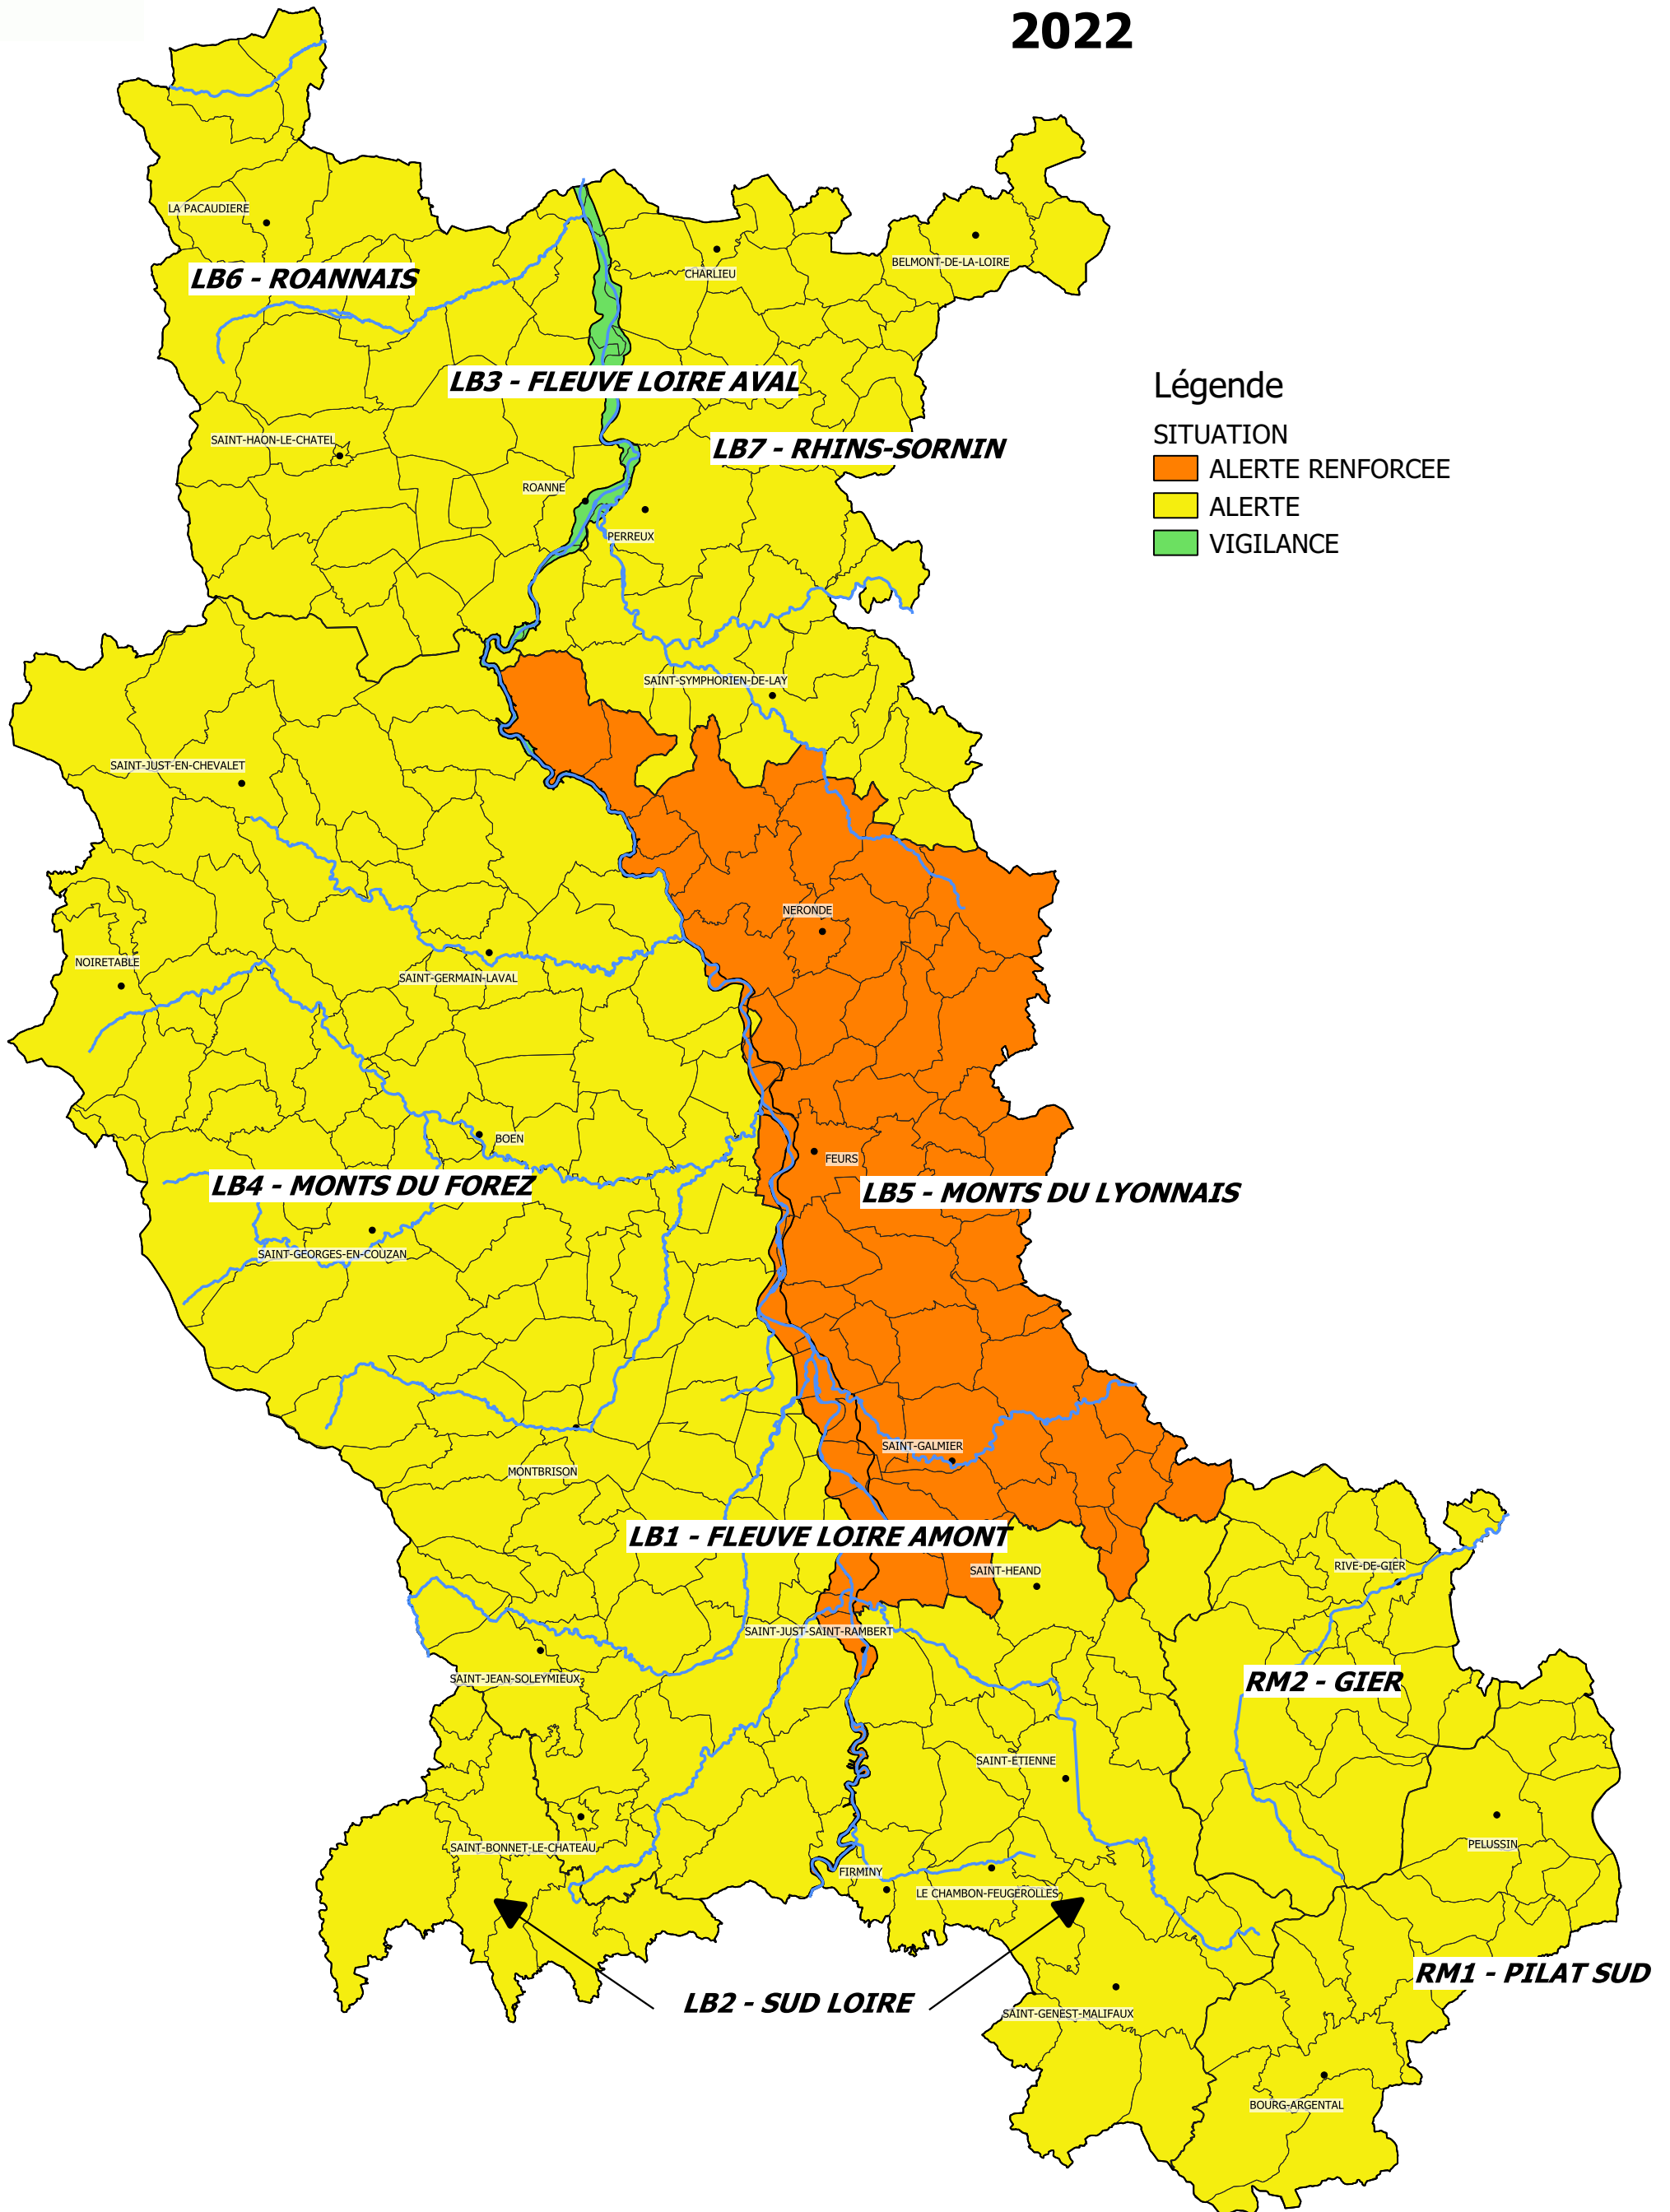 2022
LA PACAUDIERE
CHARLIEU
BELMONT-DE-LA-LOIRE
LB6 - ROANNAIS
LB3 - FLEUVE LOIRE AVAL
Légende
SITUATION
ALERTE RENFORCEE
ALERTE
VIGILANCE
SAINT-HAON-LE-CHATEL
LB7 - RHINS-SORNIN
ROANNE
PERREUX
SAINT-SYMPHORIEN-DE-LAY
SAINT-JUST-EN-CHEVALET
NERONDE
NOIRETABLE
SAINT-GERMAIN-LAVAL
BOEN
FEURS
LB4 - MONTS DU FOREZ
LB5 - MONTS DU LYONNAIS
SAINT-GEORGES-EN-COUZAN
SAINT-GALMIER
MONTBRISON
LB1 - FLEUVE LOIRE AMONT
SAINT-HEAND
RIVE-DE-GIER
SAINT-JUST-SAINT-RAMBERT
SAINT-JEAN-SOLEYMIEUX
RM2 - GIER
SAINT-ETIENNE
SAINT-BONNET-LE-CHATEAU
PELUSSIN
FIRMINY
LE CHAMBON-FEUGEROLLES
RM1 - PILAT SUD
LB2 - SUD LOIRE
SAINT-GENEST-MALIFAUX
BOURG-ARGENTAL